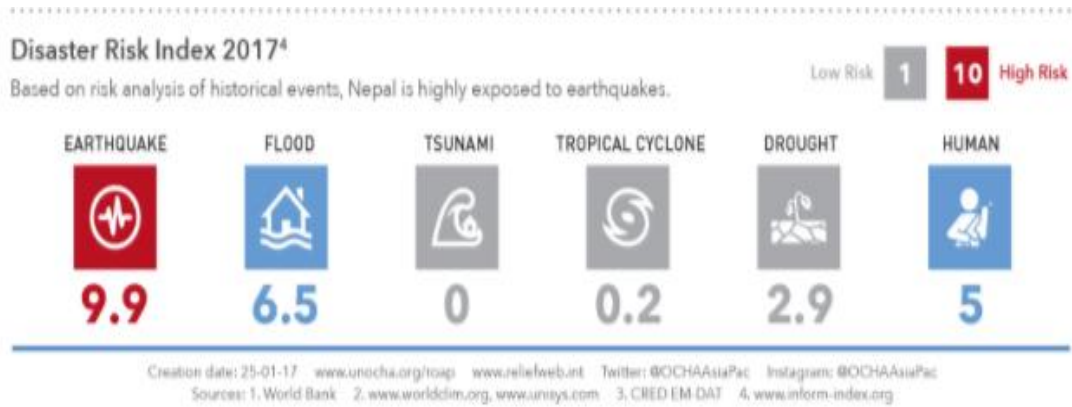 Disaster Risk Index 2017⁴
Based on risk analysis of historical events, Nepal is highly exposed to earthquakes.
Low Risk 1 10 High Risk
EARTHQUAKE FLOOD TSUNAMI TROPICAL CYCLONE DROUGHT HUMAN
9.9 6.5 0 0.2 2.9 5
Creation date: 25-01-17 www.unocha.org/roap www.reliefweb.int Twitter: @OCHAAsiaPac Instagram: @OCHAAsiaPac
Sources: 1. World Bank 2. www.worldclim.org, www.unisys.com 3. CRED EM-DAT 4. www.inform-index.org